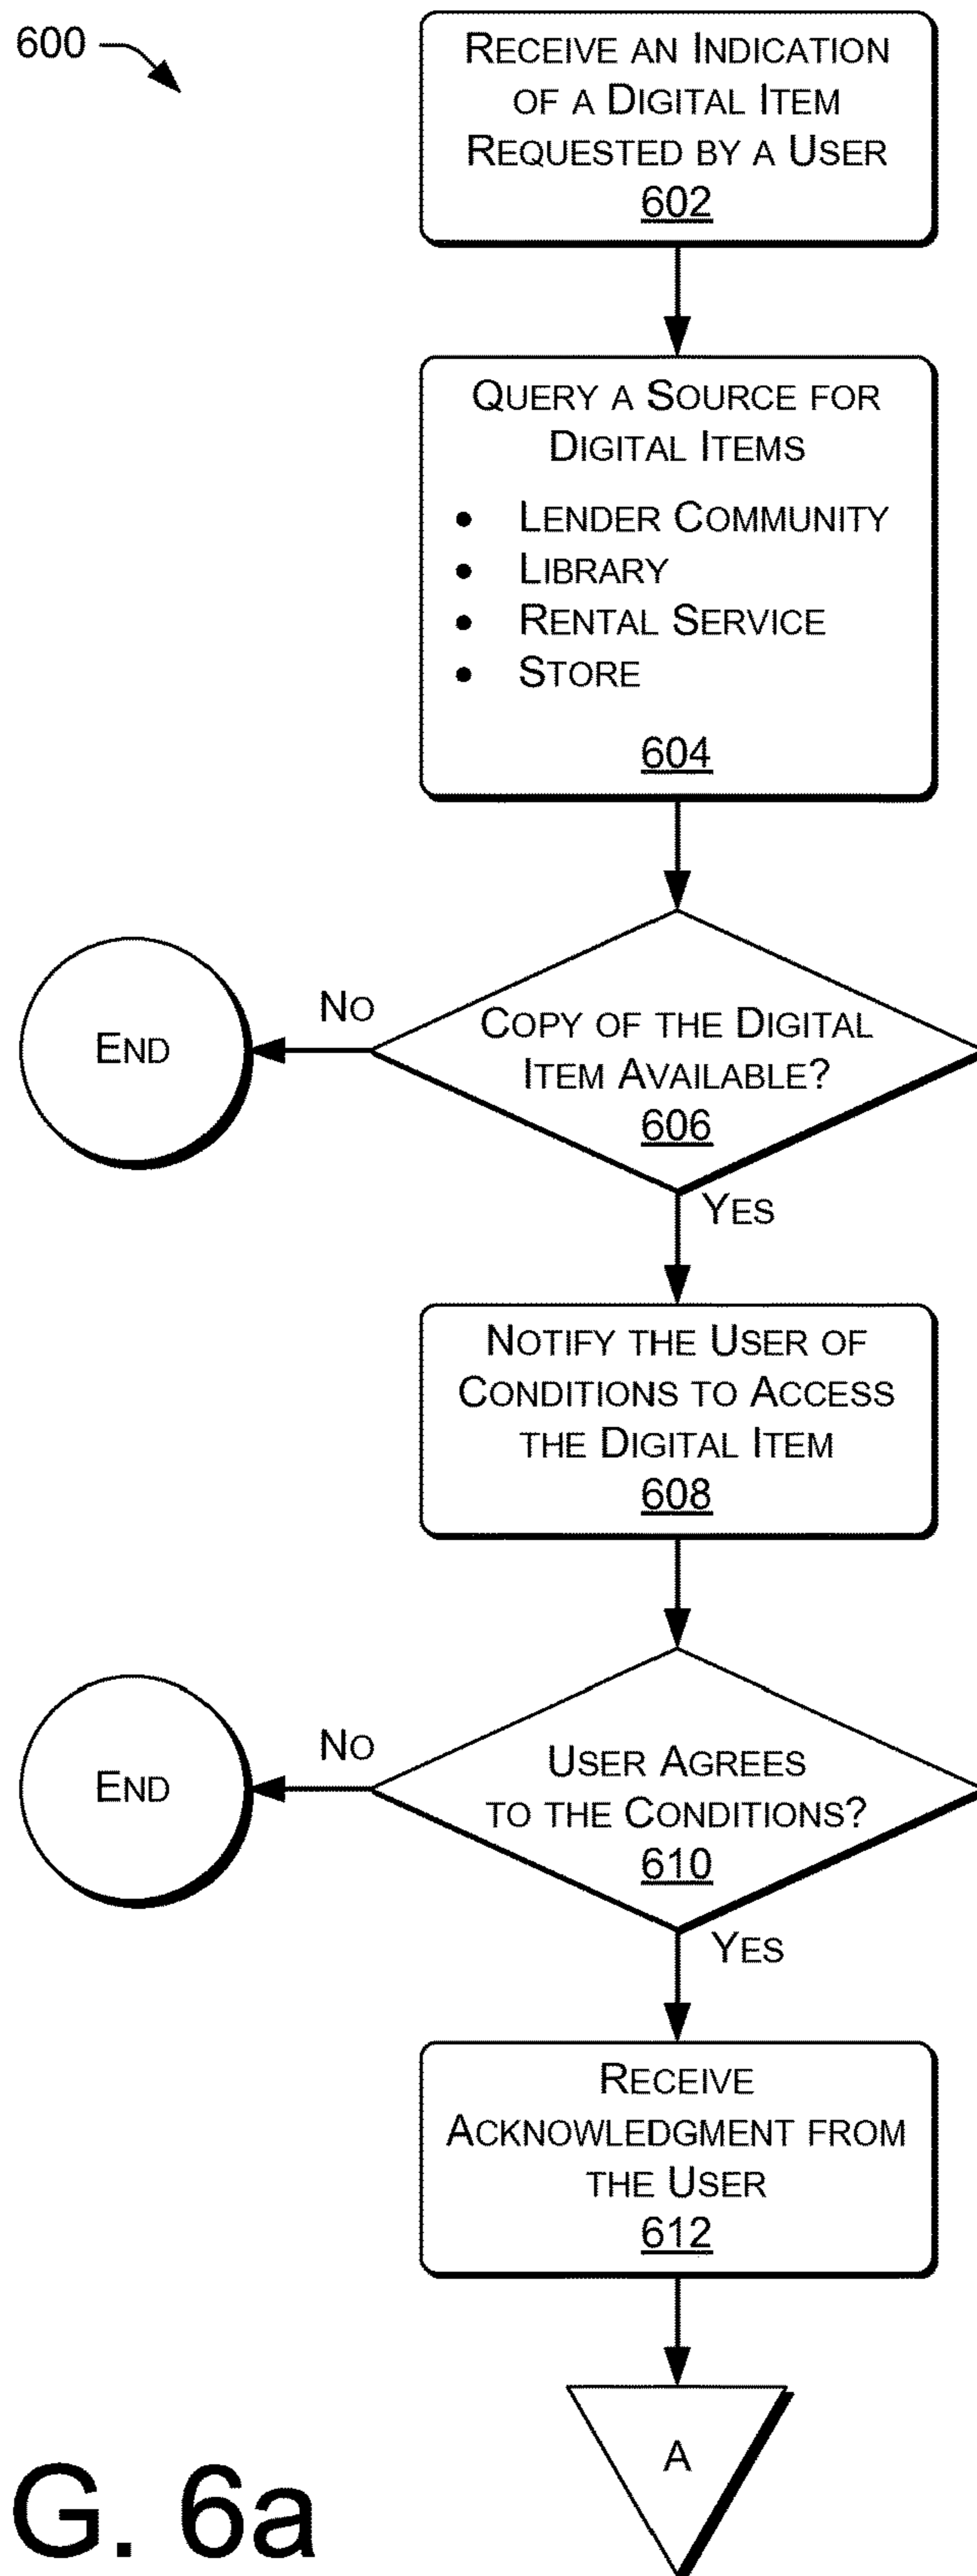 600
RECEIVE AN INDICATION
OF A DIGITAL ITEM
REQUESTED BY A USER
602
QUERY A SOURCE FOR
DIGITAL ITEMS
• LENDER COMMUNITY
• LIBRARY
• RENTAL SERVICE
• STORE
604
COPY OF THE DIGITAL
ITEM AVAILABLE?
606
NO
END
YES
NOTIFY THE USER OF
CONDITIONS TO ACCESS
THE DIGITAL ITEM
608
USER AGREES
TO THE CONDITIONS?
610
NO
END
YES
RECEIVE
ACKNOWLEDGMENT FROM
THE USER
612
A
G. 6a